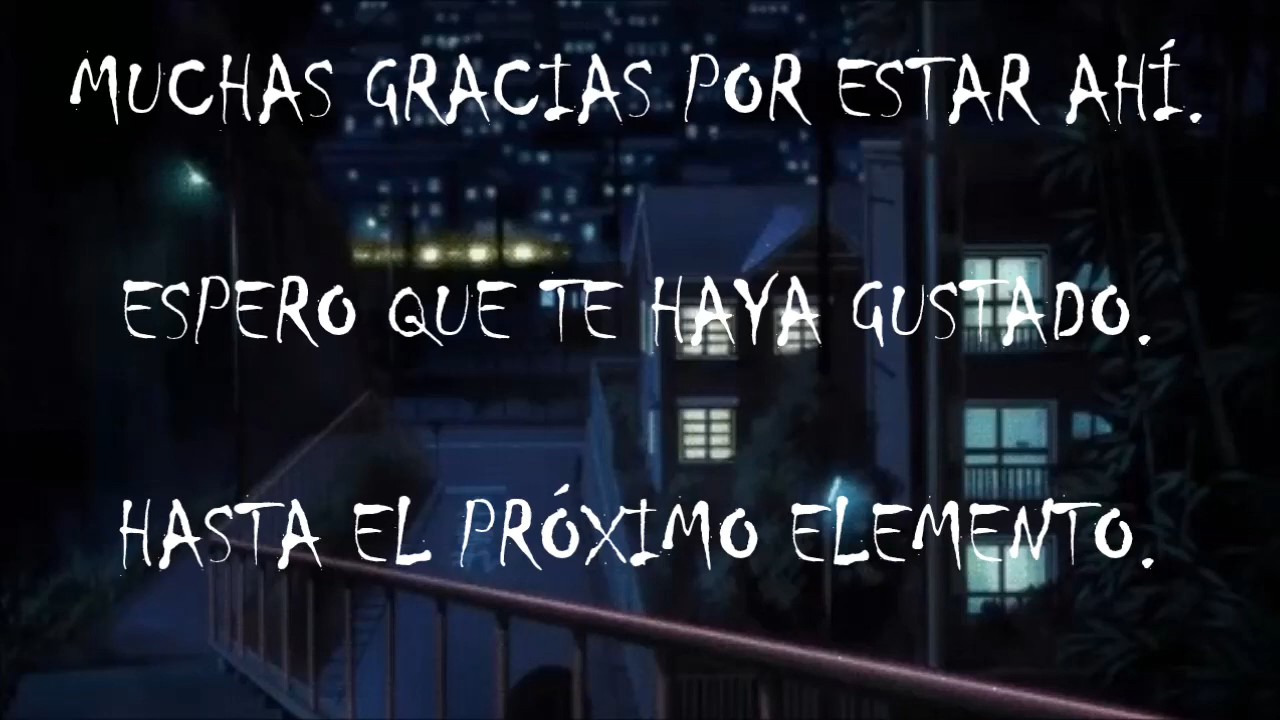 MUCHAS GRACIAS POR ESTAR AHÍ.
ESPERO QUE TE HAYA GUSTADO.
HASTA EL PRÓXIMO ELEMENTO.